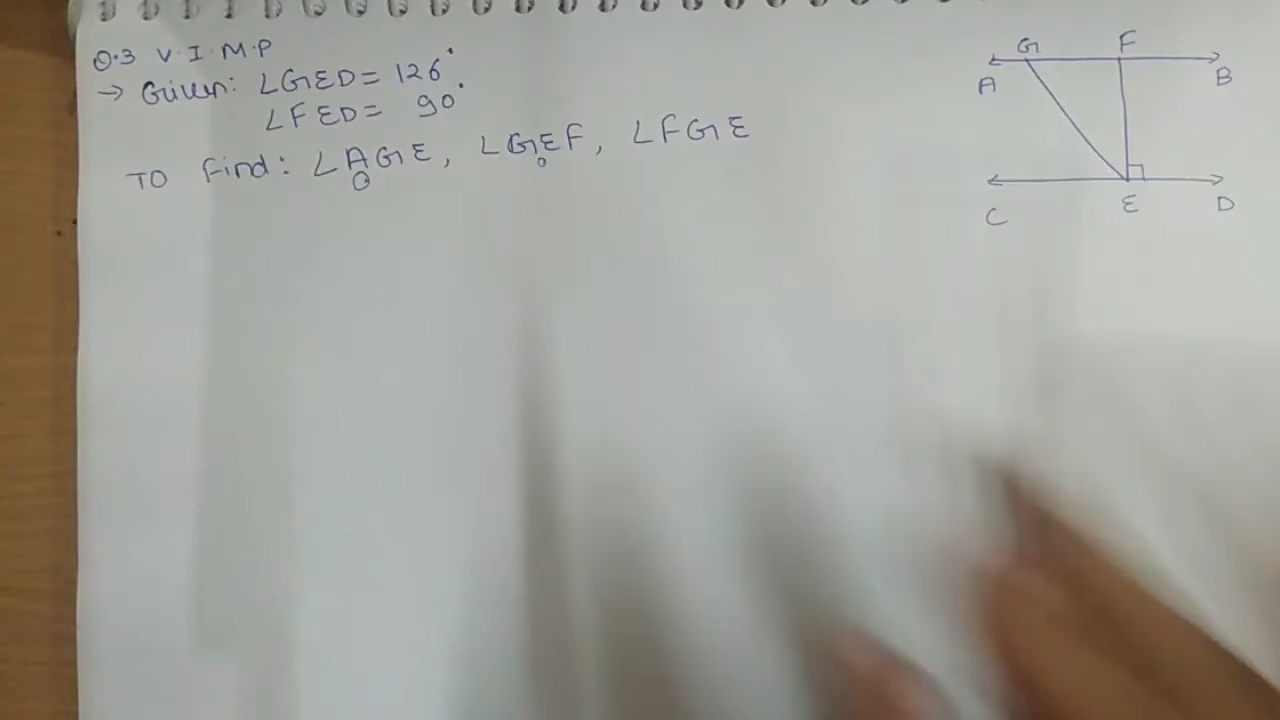 Q.3 V.I.M.P
→ Given: ∠GED = 126°
∠FED = 90°
TO find: ∠AGE, ∠GEF, ∠FGE
G F
A B
C E D